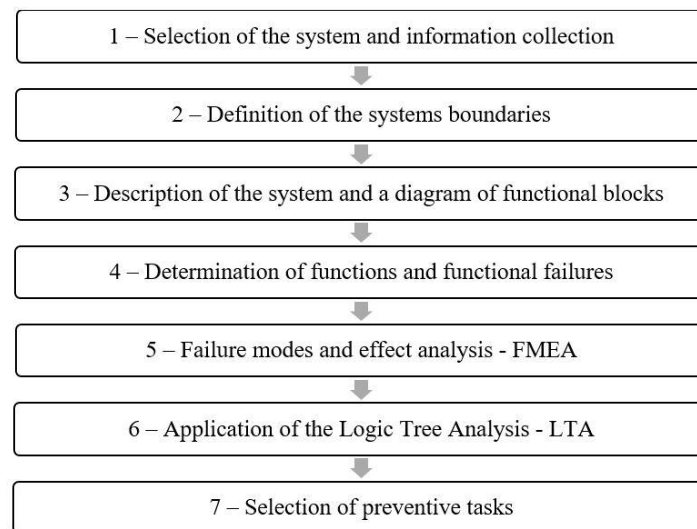 1 – Selection of the system and information collection
2 – Definition of the systems boundaries
3 – Description of the system and a diagram of functional blocks
4 – Determination of functions and functional failures
5 – Failure modes and effect analysis - FMEA
6 – Application of the Logic Tree Analysis - LTA
7 – Selection of preventive tasks